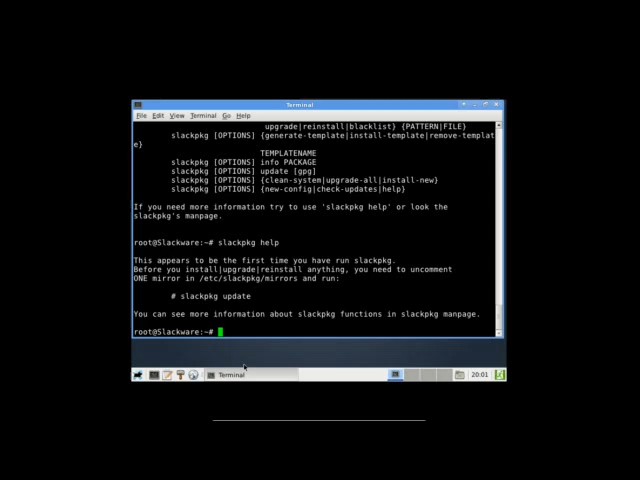 Terminal
File Edit View Terminal Go Help
upgrade|reinstall|blacklist} {PATTERN|FILE}
slackpkg [OPTIONS] {generate-template|install-template|remove-templat
e}
TEMPLATENAME
slackpkg [OPTIONS] info PACKAGE
slackpkg [OPTIONS] update [gpg]
slackpkg [OPTIONS] {clean-system|upgrade-all|install-new}
slackpkg [OPTIONS] {new-config|check-updates|help}
If you need more information try to use 'slackpkg help' or look the
slackpkg's manpage.
root@Slackware:~# slackpkg help
This appears to be the first time you have run slackpkg.
Before you install|upgrade|reinstall anything, you need to uncomment
ONE mirror in /etc/slackpkg/mirrors and run:
# slackpkg update
You can see more information about slackpkg functions in slackpkg manpage.
root@Slackware:~#
Terminal 20:01